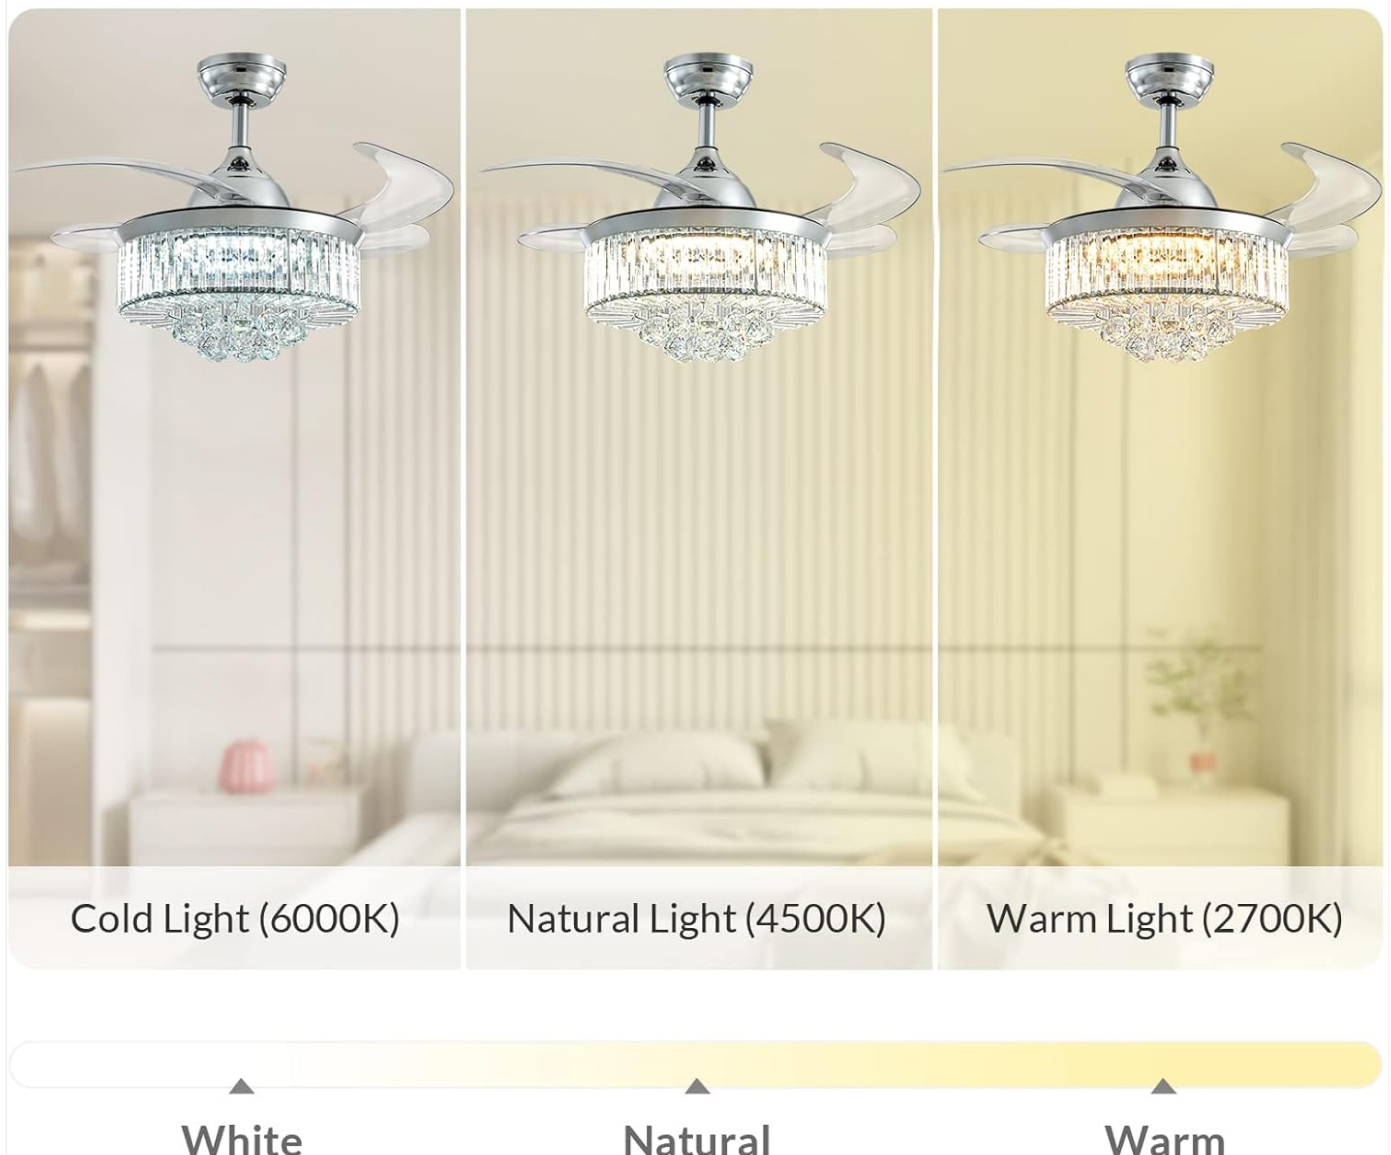 Cold Light (6000K)
Natural Light (4500K)
Warm Light (2700K)
White
Natural
Warm